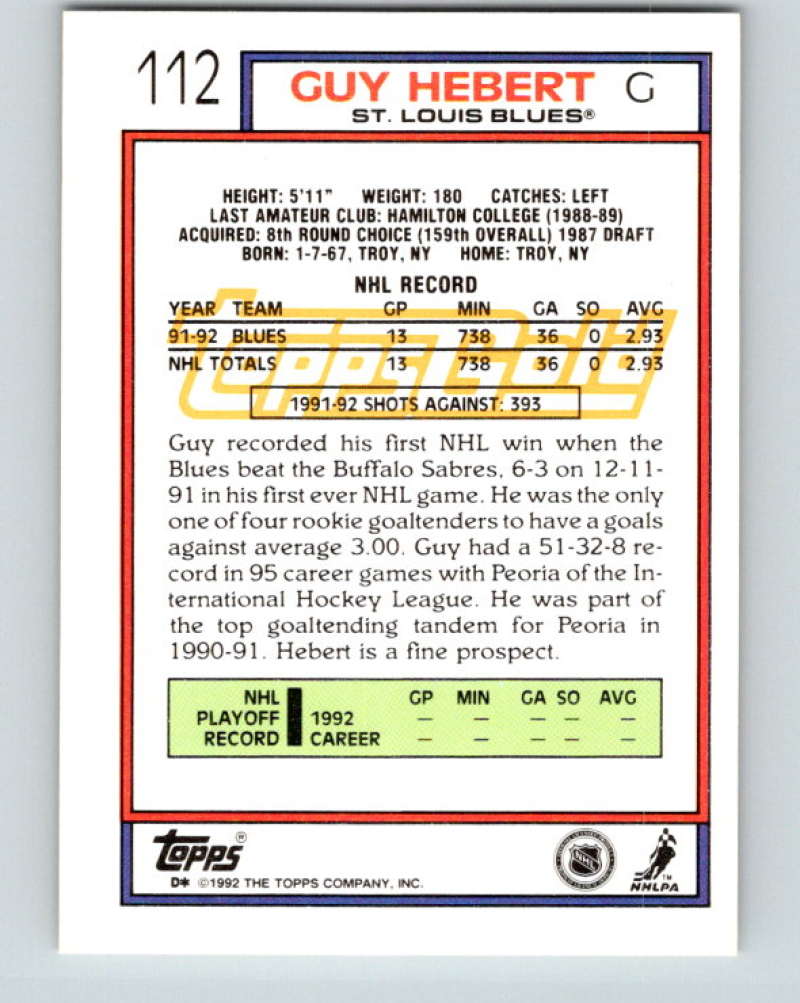 112
GUY HEBERT G
ST. LOUIS BLUES®
HEIGHT: 5'11" WEIGHT: 180 CATCHES: LEFT
LAST AMATEUR CLUB: HAMILTON COLLEGE (1988-89)
ACQUIRED: 8th ROUND CHOICE (159th OVERALL) 1987 DRAFT
BORN: 1-7-67, TROY, NY HOME: TROY, NY
NHL RECORD
YEAR TEAM GP MIN GA SO AVG
91-92 BLUES 13 738 36 0 2.93
NHL TOTALS 13 738 36 0 2.93
ToppsGold
1991-92 SHOTS AGAINST: 393
Guy recorded his first NHL win when the
Blues beat the Buffalo Sabres, 6-3 on 12-11-
91 in his first ever NHL game. He was the only
one of four rookie goaltenders to have a goals
against average 3.00. Guy had a 51-32-8 re-
cord in 95 career games with Peoria of the In-
ternational Hockey League. He was part of
the top goaltending tandem for Peoria in
1990-91. Hebert is a fine prospect.
NHL GP MIN GA SO AVG
PLAYOFF 1992 — — — — —
RECORD CAREER — — — — —
Topps®
D* ©1992 THE TOPPS COMPANY, INC.
NHL
TM
NHLPA